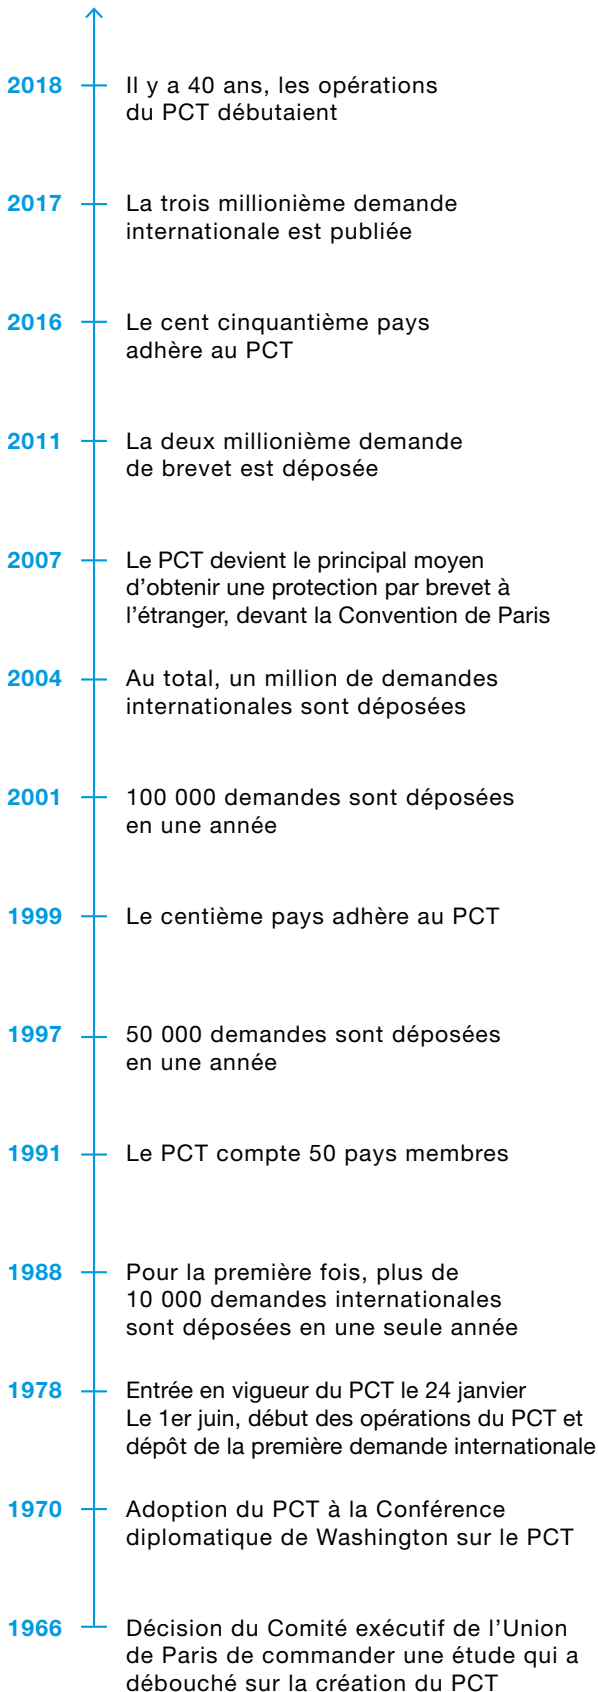 2018
Il y a 40 ans, les opérations
du PCT débutaient
2017
La trois millionième demande
internationale est publiée
2016
Le cent cinquantième pays
adhère au PCT
2011
La deux millionième demande
de brevet est déposée
2007
Le PCT devient le principal moyen
d’obtenir une protection par brevet à
l’étranger, devant la Convention de Paris
2004
Au total, un million de demandes
internationales sont déposées
2001
100 000 demandes sont déposées
en une année
1999
Le centième pays adhère au PCT
1997
50 000 demandes sont déposées
en une année
1991
Le PCT compte 50 pays membres
1988
Pour la première fois, plus de
10 000 demandes internationales
sont déposées en une seule année
1978
Entrée en vigueur du PCT le 24 janvier
Le 1er juin, début des opérations du PCT et
dépôt de la première demande internationale
1970
Adoption du PCT à la Conférence
diplomatique de Washington sur le PCT
1966
Décision du Comité exécutif de l’Union
de Paris de commander une étude qui a
débouché sur la création du PCT